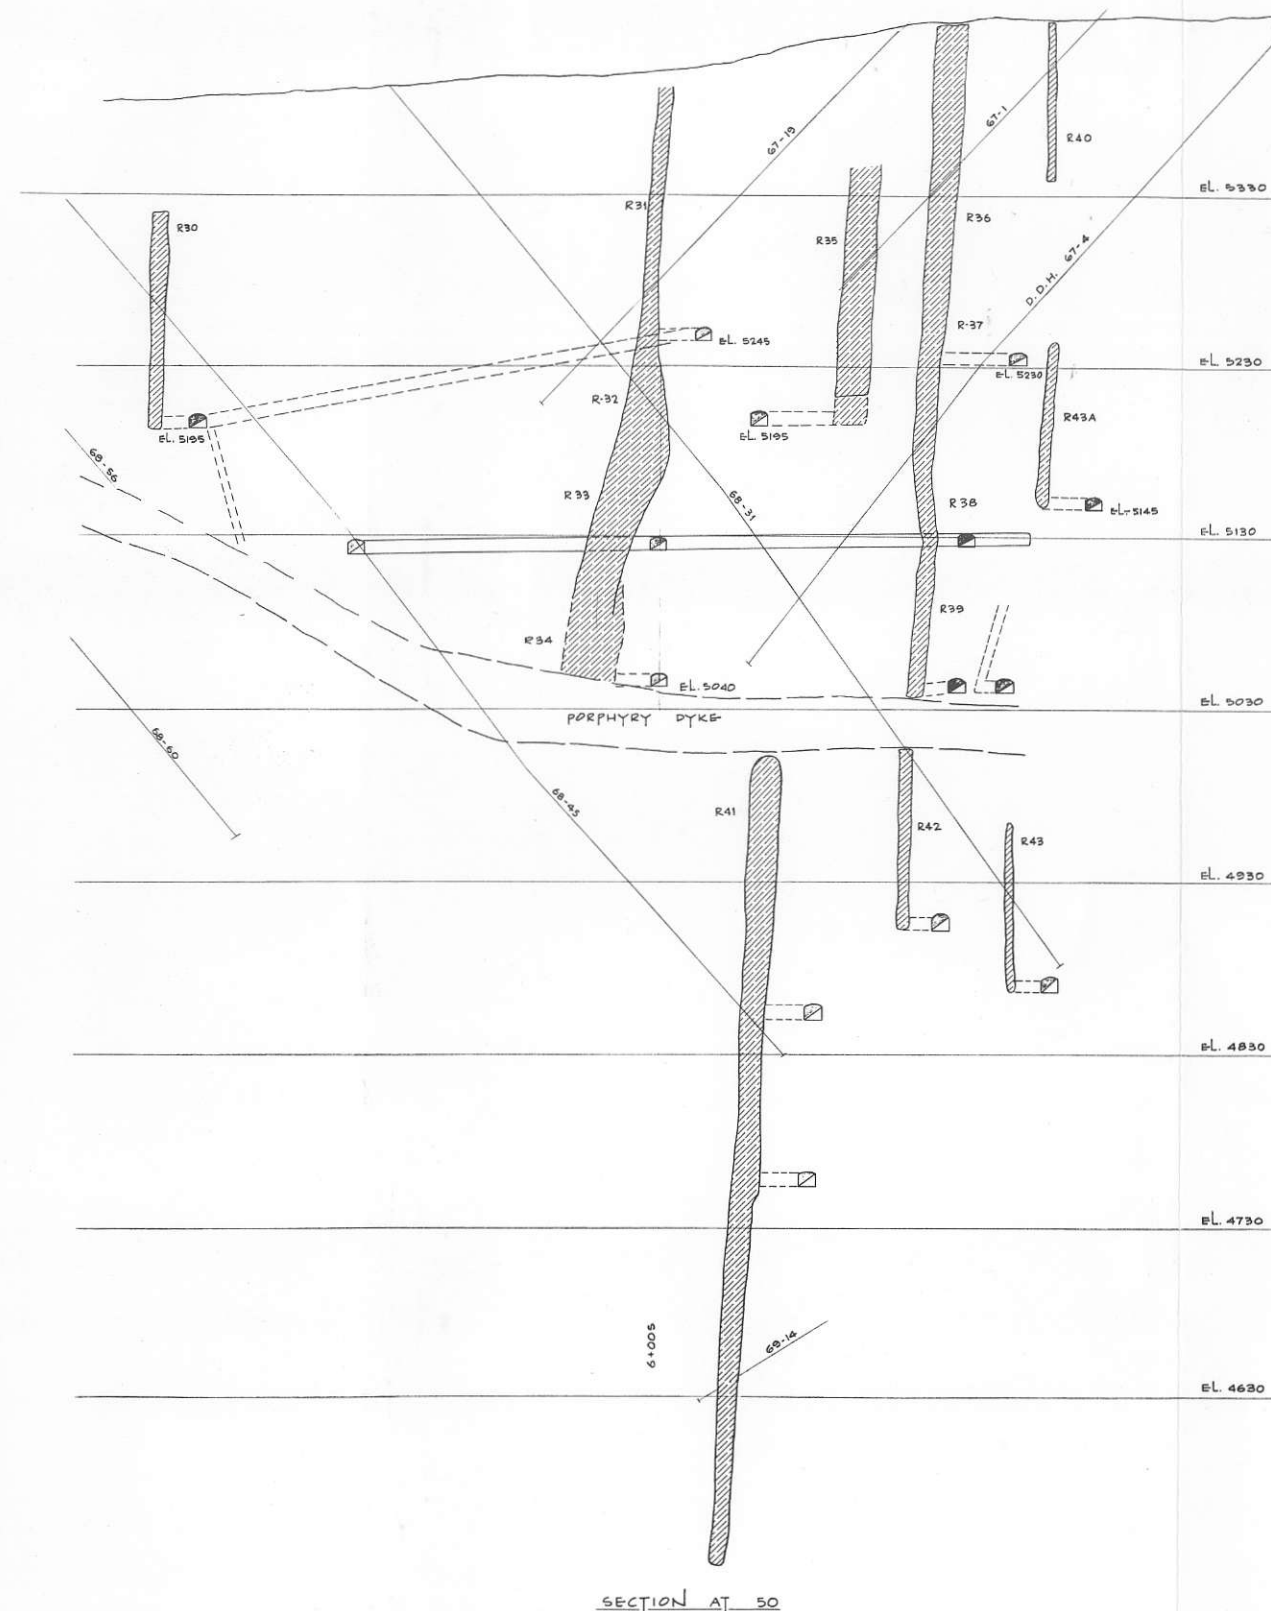 67-19
67-1
R40
EL. 5330
R31
R30
R36
R35
D.D.H. 67-4
R-37
EL. 5245
EL. 5230
EL. 5230
R-32
R43A
EL. 5195
EL. 5195
68-56
R33
68-31
R38
EL. 5145
EL. 5130
R39
R34
EL. 5040
EL. 5030
PORPHYRY DYKE
68-60
68-45
R41
R42
R43
EL. 4930
EL. 4830
EL. 4730
6+00S
69-14
EL. 4630
SECTION AT 50